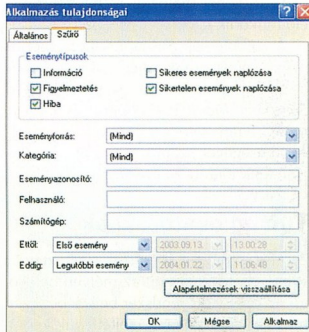 Alkalmazás tulajdonságai
Általános Szűrő
Eseménytípusok
Információ Sikeres események naplózása
Figyelmeztetés Sikertelen események naplózása
Hiba
Eseményforrás: (Mind)
Kategória: (Mind)
Eseményazonosító:
Felhasználó:
Számítógép:
Ettől: Első esemény 2003.09.13. 13:00:28
Eddig: Legutóbbi esemény 2004.01.22. 11:06:48
Alapértelmezések visszaállítása
OK Mégse Alkalmaz